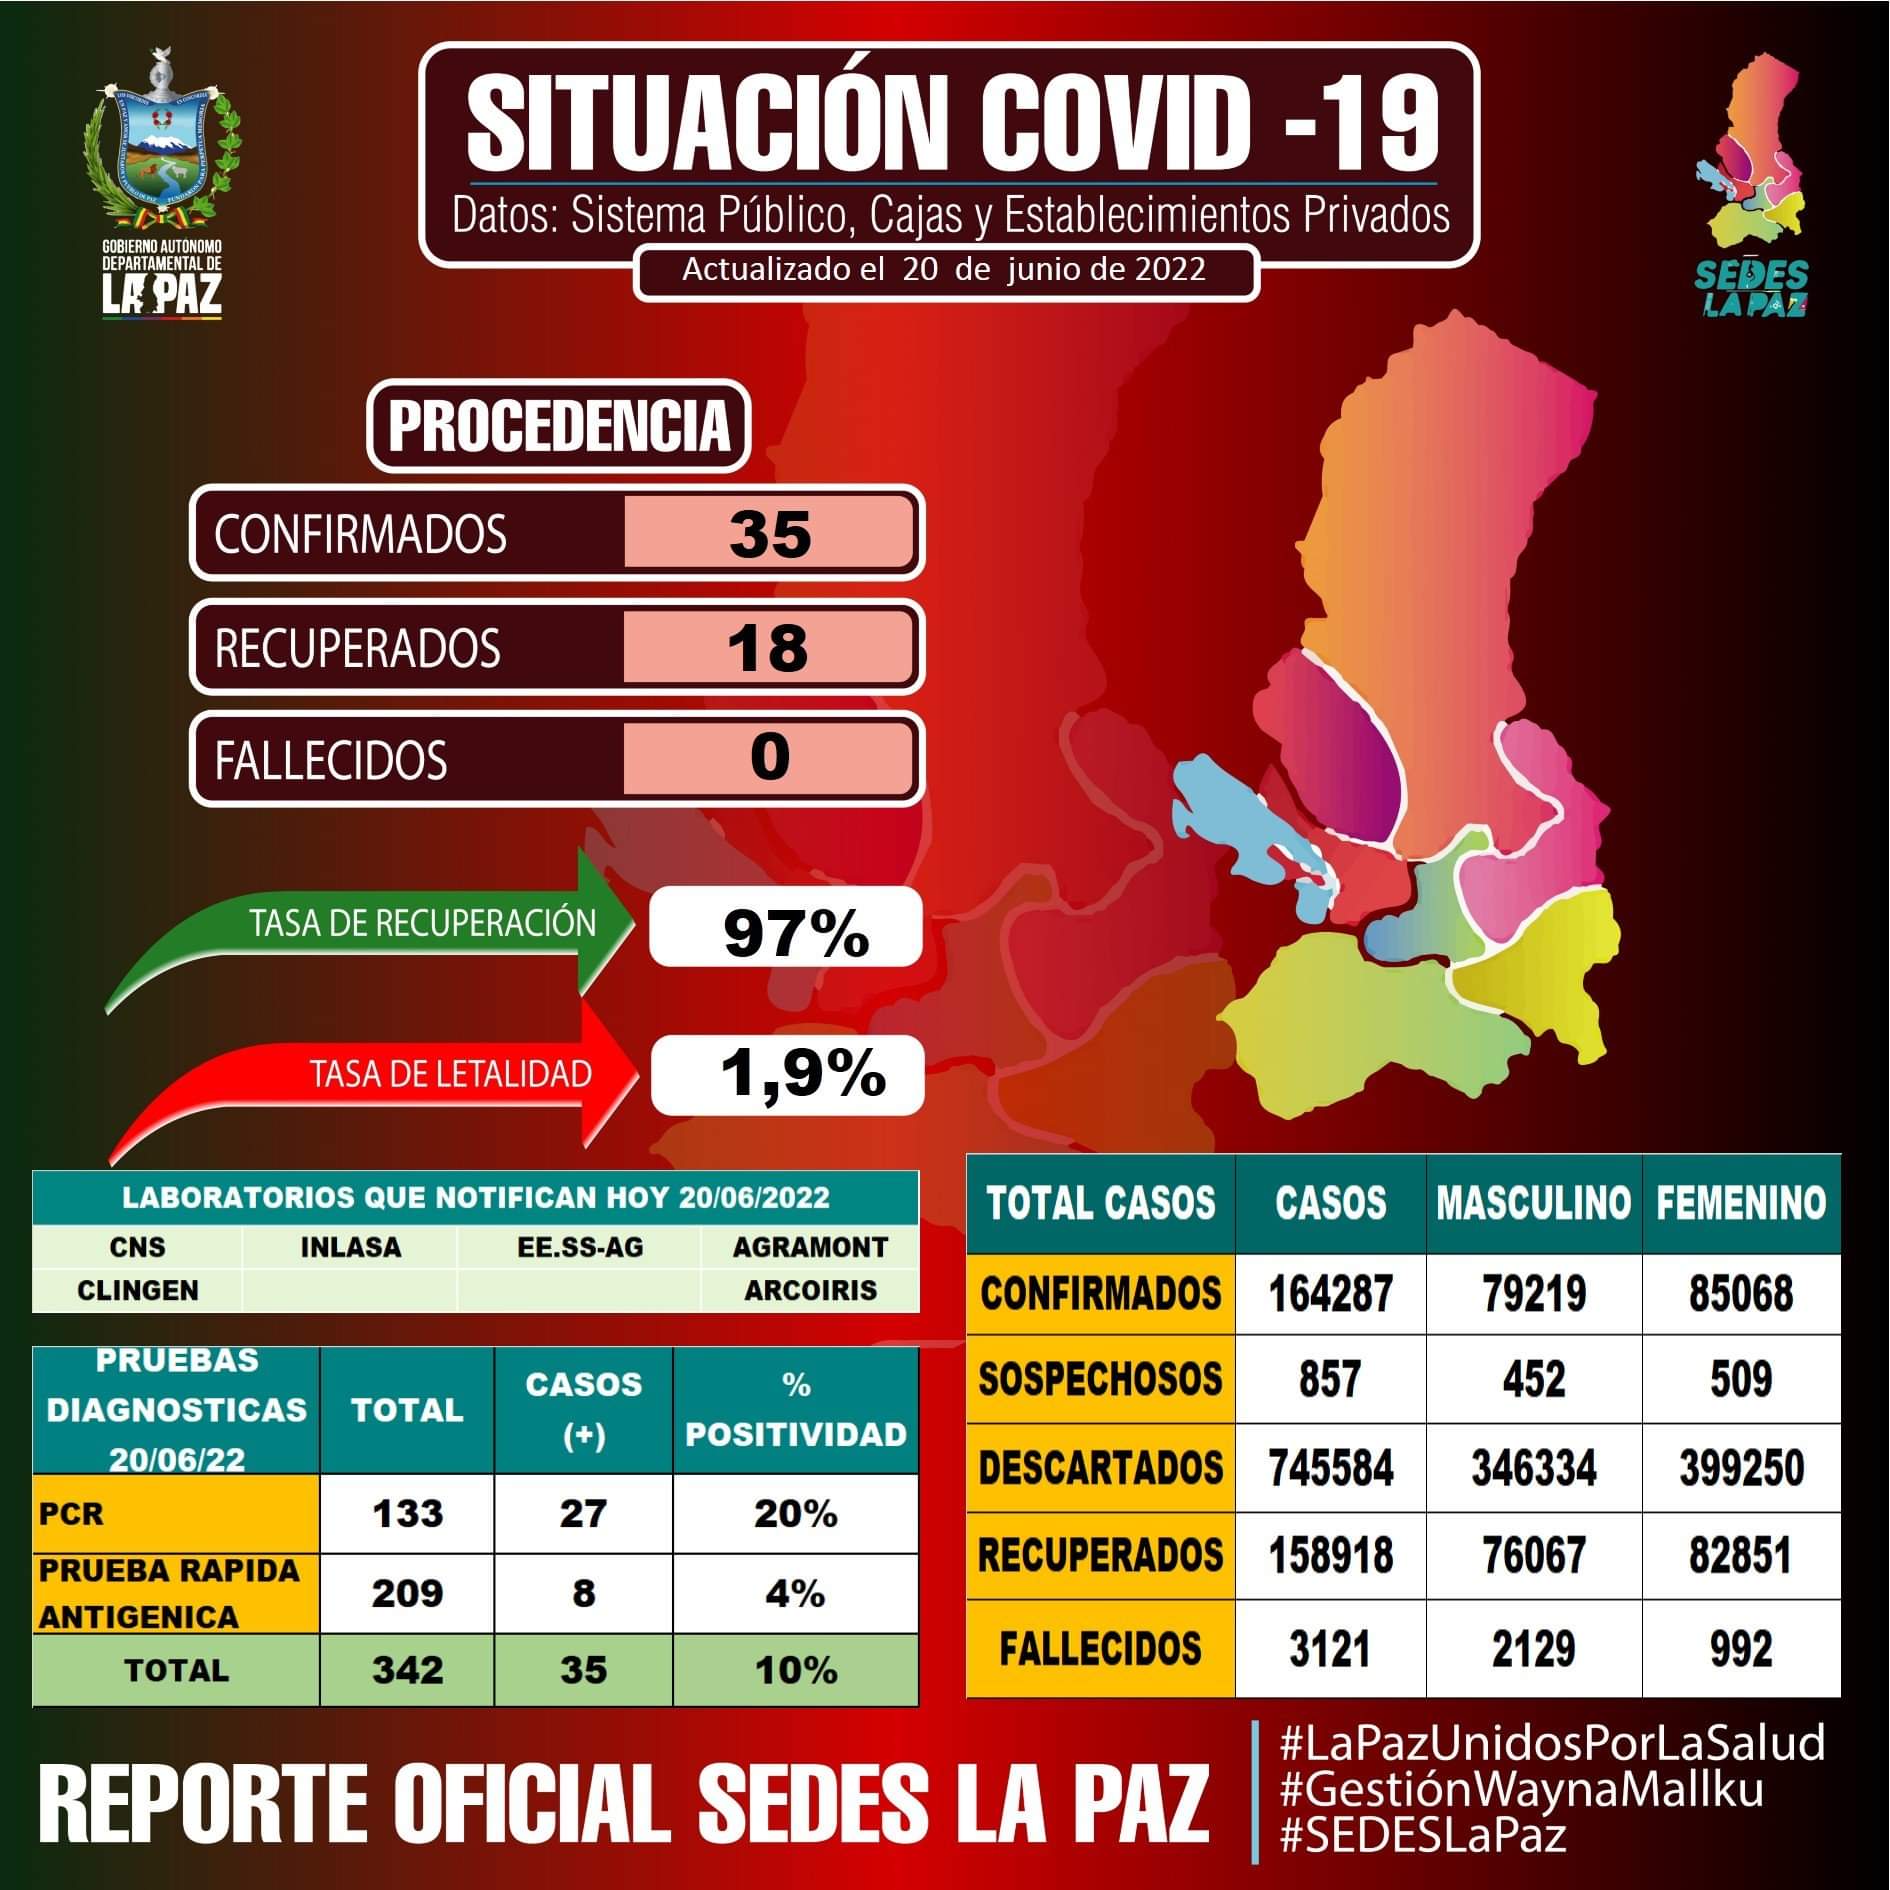 SITUACIÓN COVID -19
Datos: Sistema Público, Cajas y Establecimientos Privados
Actualizado el 20 de junio de 2022
GOBIERNO AUTÓNOMO
DEPARTAMENTAL DE
LA PAZ
SEDES
LA PAZ
PROCEDENCIA
CONFIRMADOS 35
RECUPERADOS 18
FALLECIDOS 0
TASA DE RECUPERACIÓN 97%
TASA DE LETALIDAD 1,9%
LABORATORIOS QUE NOTIFICAN HOY 20/06/2022
CNS INLASA EE.SS-AG AGRAMONT
CLINGEN ARCOIRIS
PRUEBAS
DIAGNOSTICAS
20/06/22
TOTAL
CASOS
(+)
%
POSITIVIDAD
PCR 133 27 20%
PRUEBA RAPIDA
ANTIGENICA
209 8 4%
TOTAL 342 35 10%
TOTAL CASOS CASOS MASCULINO FEMENINO
CONFIRMADOS 164287 79219 85068
SOSPECHOSOS 857 452 509
DESCARTADOS 745584 346334 399250
RECUPERADOS 158918 76067 82851
FALLECIDOS 3121 2129 992
REPORTE OFICIAL SEDES LA PAZ
#LaPazUnidosPorLaSalud
#GestiónWaynaMallku
#SEDESLaPaz